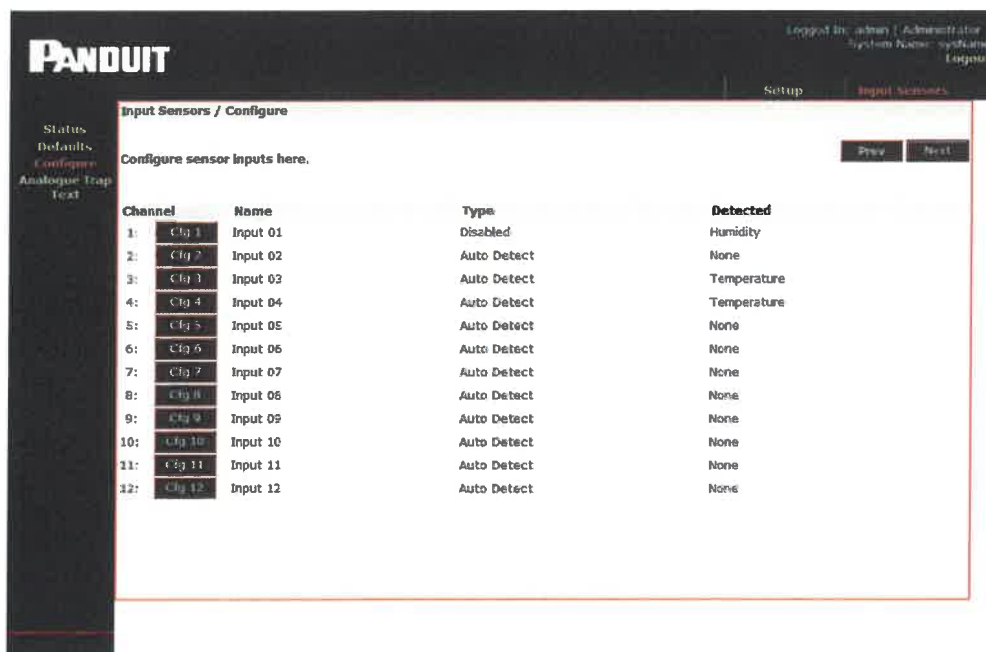 PANDUIT
Logged In: admin | Administrator
System Name: sysName
Logout
Setup Input Sensors
Status
Defaults
Configure
Analogue Trap
Text
Input Sensors / Configure
Configure sensor inputs here.
Prev Next
Channel Name Type Detected
1: Cfg 1 Input 01 Disabled Humidity
2: Cfg 2 Input 02 Auto Detect None
3: Cfg 3 Input 03 Auto Detect Temperature
4: Cfg 4 Input 04 Auto Detect Temperature
5: Cfg 5 Input 05 Auto Detect None
6: Cfg 6 Input 06 Auto Detect None
7: Cfg 7 Input 07 Auto Detect None
8: Cfg 8 Input 08 Auto Detect None
9: Cfg 9 Input 09 Auto Detect None
10: Cfg 10 Input 10 Auto Detect None
11: Cfg 11 Input 11 Auto Detect None
12: Cfg 12 Input 12 Auto Detect None